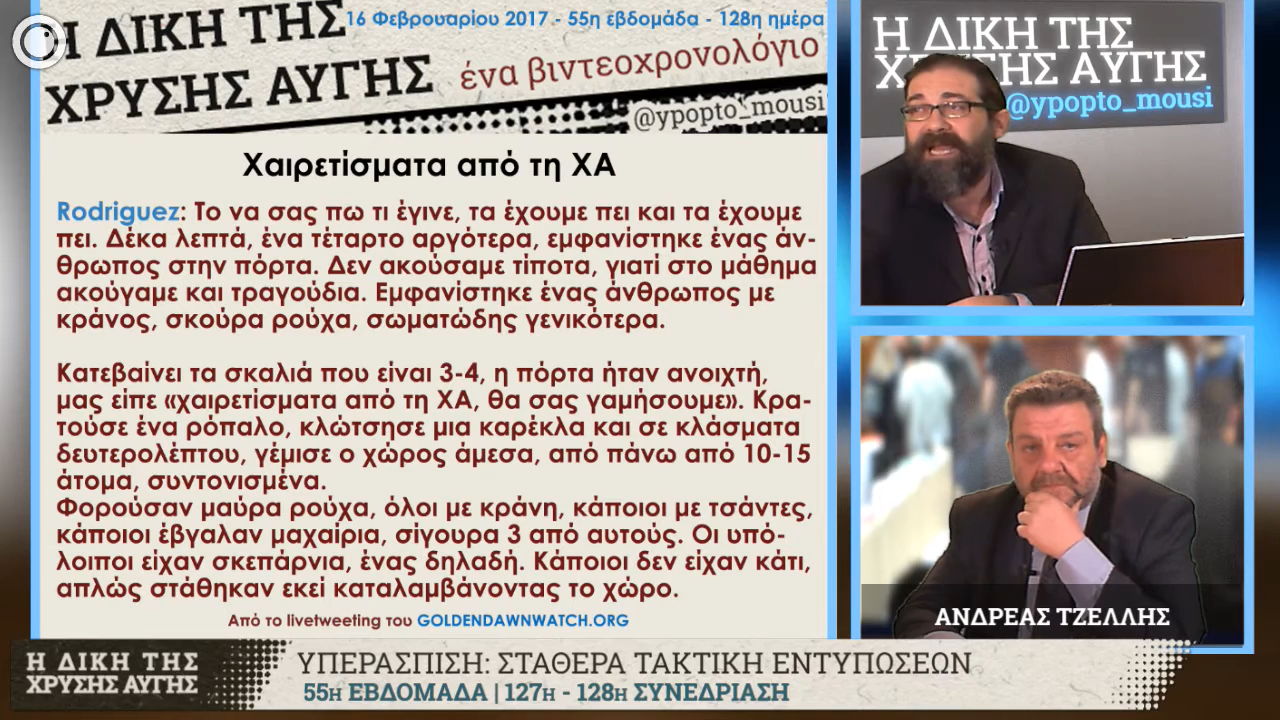 Η ΔΙΚΗ ΤΗΣ
16 Φεβρουαρίου 2017 - 55η εβδομάδα - 128η ημέρα
ΧΡΥΣΗΣ ΑΥΓΗΣ
ένα βιντεοχρονολόγιο
@ypopto_mousi
Χαιρετίσματα από τη ΧΑ
Rodriguez: Το να σας πω τι έγινε, τα έχουμε πει και τα έχουμε
πει. Δέκα λεπτά, ένα τέταρτο αργότερα, εμφανίστηκε ένας άν-
θρωπος στην πόρτα. Δεν ακούσαμε τίποτα, γιατί στο μάθημα
ακούγαμε και τραγούδια. Εμφανίστηκε ένας άνθρωπος με
κράνος, σκούρα ρούχα, σωματώδης γενικότερα.
Κατεβαίνει τα σκαλιά που είναι 3-4, η πόρτα ήταν ανοιχτή,
μας είπε «χαιρετίσματα από τη ΧΑ, θα σας γαμήσουμε». Κρα-
τούσε ένα ρόπαλο, κλώτσησε μια καρέκλα και σε κλάσματα
δευτερολέπτου, γέμισε ο χώρος άμεσα, από πάνω από 10-15
άτομα, συντονισμένα.
Φορούσαν μαύρα ρούχα, όλοι με κράνη, κάποιοι με τσάντες,
κάποιοι έβγαλαν μαχαίρια, σίγουρα 3 από αυτούς. Οι υπό-
λοιποι είχαν σκεπάρνια, ένας δηλαδή. Κάποιοι δεν είχαν κάτι,
απλώς στάθηκαν εκεί καταλαμβάνοντας το χώρο.
Από το livetweeting του GOLDENDAWNWATCH.ORG
Η ΔΙΚΗ ΤΗΣ
ΧΡΥΣΗΣ ΑΥΓΗΣ
@ypopto_mousi
ΑΝΔΡΕΑΣ ΤΖΕΛΛΗΣ
Η ΔΙΚΗ ΤΗΣ
ΧΡΥΣΗΣ ΑΥΓΗΣ
ΥΠΕΡΑΣΠΙΣΗ: ΣΤΑΘΕΡΑ ΤΑΚΤΙΚΗ ΕΝΤΥΠΩΣΕΩΝ
55η ΕΒΔΟΜΑΔΑ | 127η - 128η ΣΥΝΕΔΡΙΑΣΗ